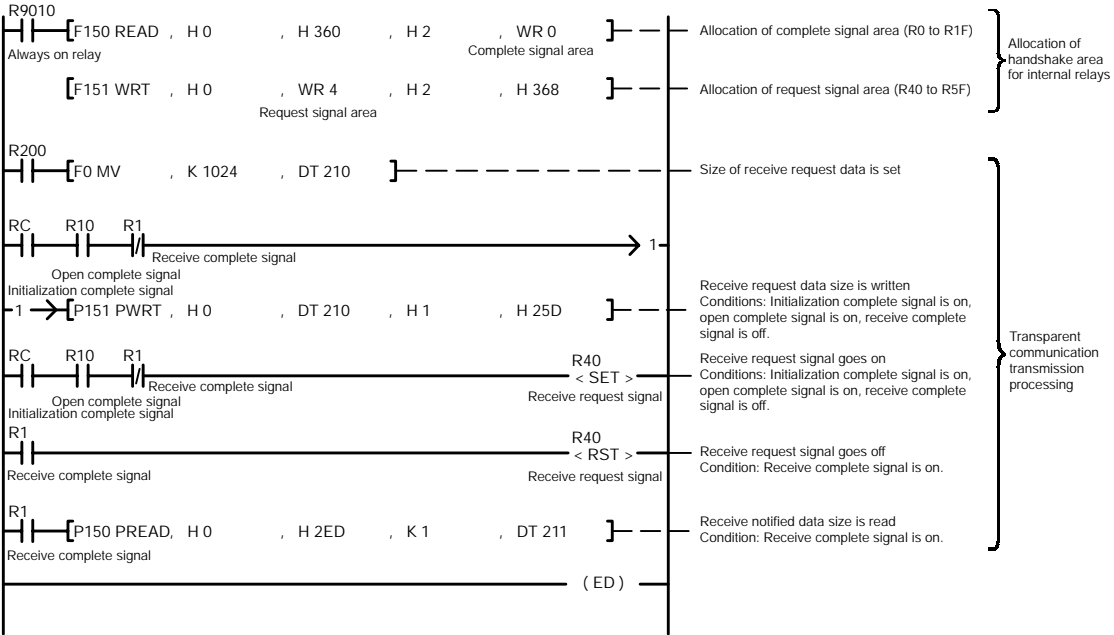 R9010
F150 READ , H 0 , H 360 , H 2 , WR 0
Always on relay
Complete signal area
Allocation of complete signal area (R0 to R1F)
F151 WRT , H 0 , WR 4 , H 2 , H 368
Request signal area
Allocation of request signal area (R40 to R5F)
Allocation of
handshake area
for internal relays
R200
F0 MV , K 1024 , DT 210
Size of receive request data is set
RC R10 R1
Receive complete signal
1
Open complete signal
Initialization complete signal
1
P151 PWRT , H 0 , DT 210 , H 1 , H 25D
Receive request data size is written
Conditions: Initialization complete signal is on,
open complete signal is on, receive complete
signal is off.
RC R10 R1
R40
< SET >
Receive complete signal
Open complete signal
Initialization complete signal
Receive request signal
Receive request signal goes on
Conditions: Initialization complete signal is on,
open complete signal is on, receive complete
signal is off.
Transparent
communication
transmission
processing
R1
R40
< RST >
Receive complete signal
Receive request signal
Receive request signal goes off
Condition: Receive complete signal is on.
R1
P150 PREAD, H 0 , H 2ED , K 1 , DT 211
Receive complete signal
Receive notified data size is read
Condition: Receive complete signal is on.
( ED )